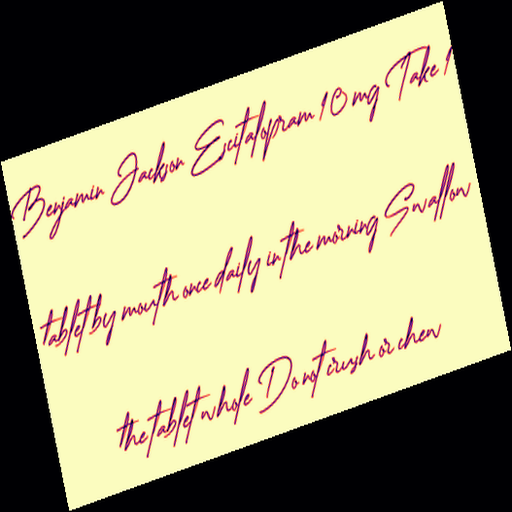 Benjamin Jackson Escitalopram 10 mg Take 1
tablet by mouth once daily in the morning Swallow
the tablet whole Do not crush or chew